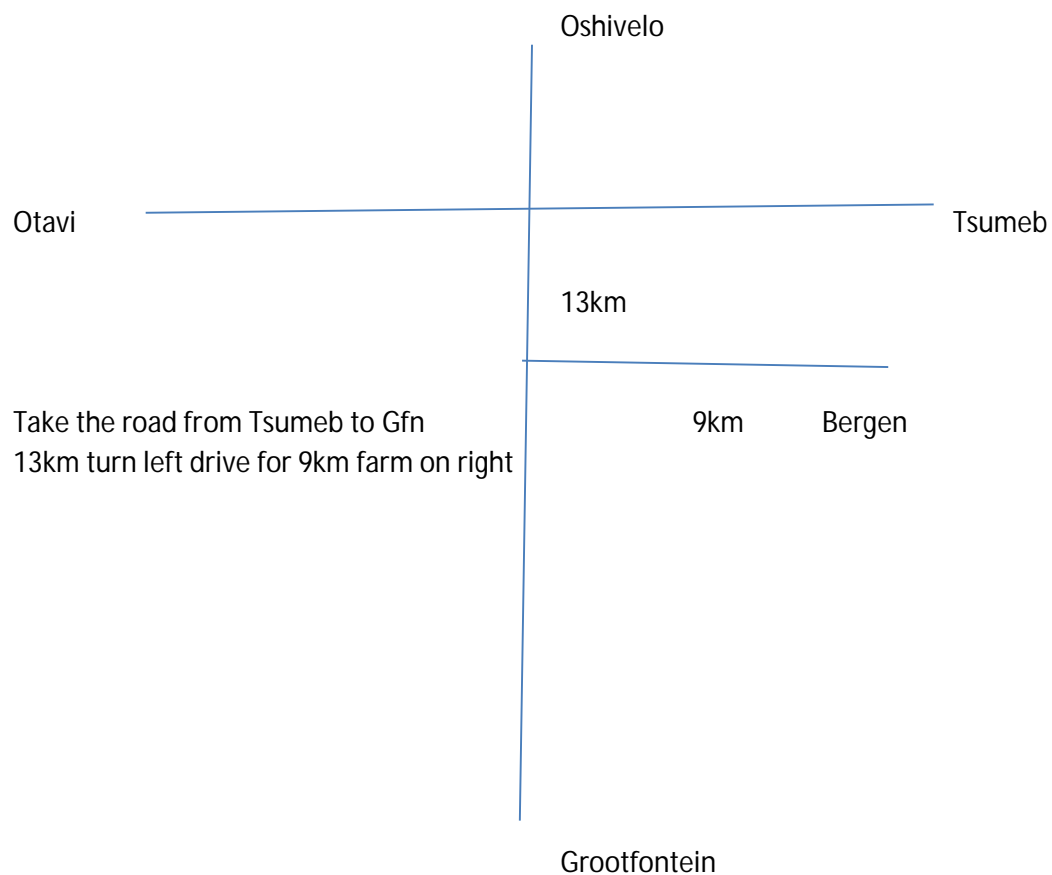 Oshivelo
Otavi
Tsumeb
13km
Take the road from Tsumeb to Gfn
9km
Bergen
13km turn left drive for 9km farm on right
Grootfontein